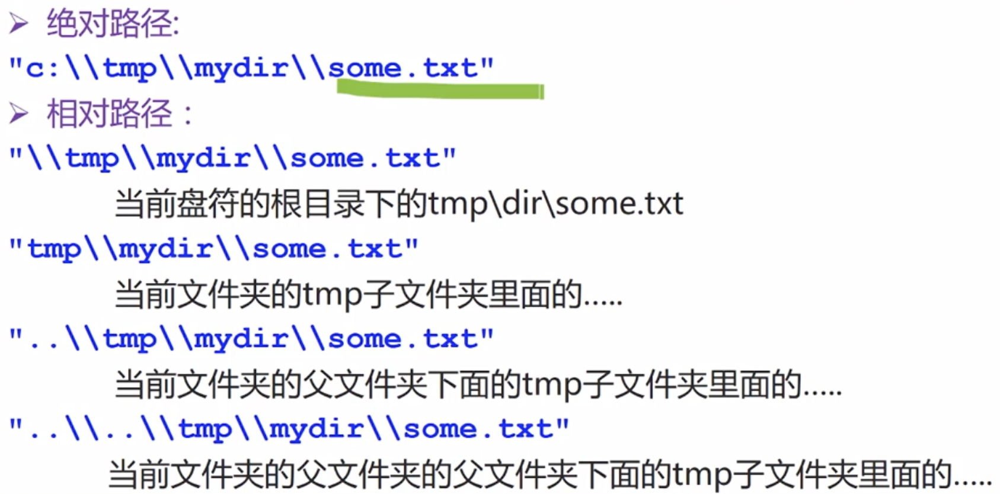 ➢ 绝对路径:
"c:\\tmp\\mydir\\some.txt"
➢ 相对路径：
"\\tmp\\mydir\\some.txt"
当前盘符的根目录下的tmp\dir\some.txt
"tmp\\mydir\\some.txt"
当前文件夹的tmp子文件夹里面的.....
"..\\tmp\\mydir\\some.txt"
当前文件夹的父文件夹下面的tmp子文件夹里面的.....
"..\\..\\tmp\\mydir\\some.txt"
当前文件夹的父文件夹的父文件夹下面的tmp子文件夹里面的.....